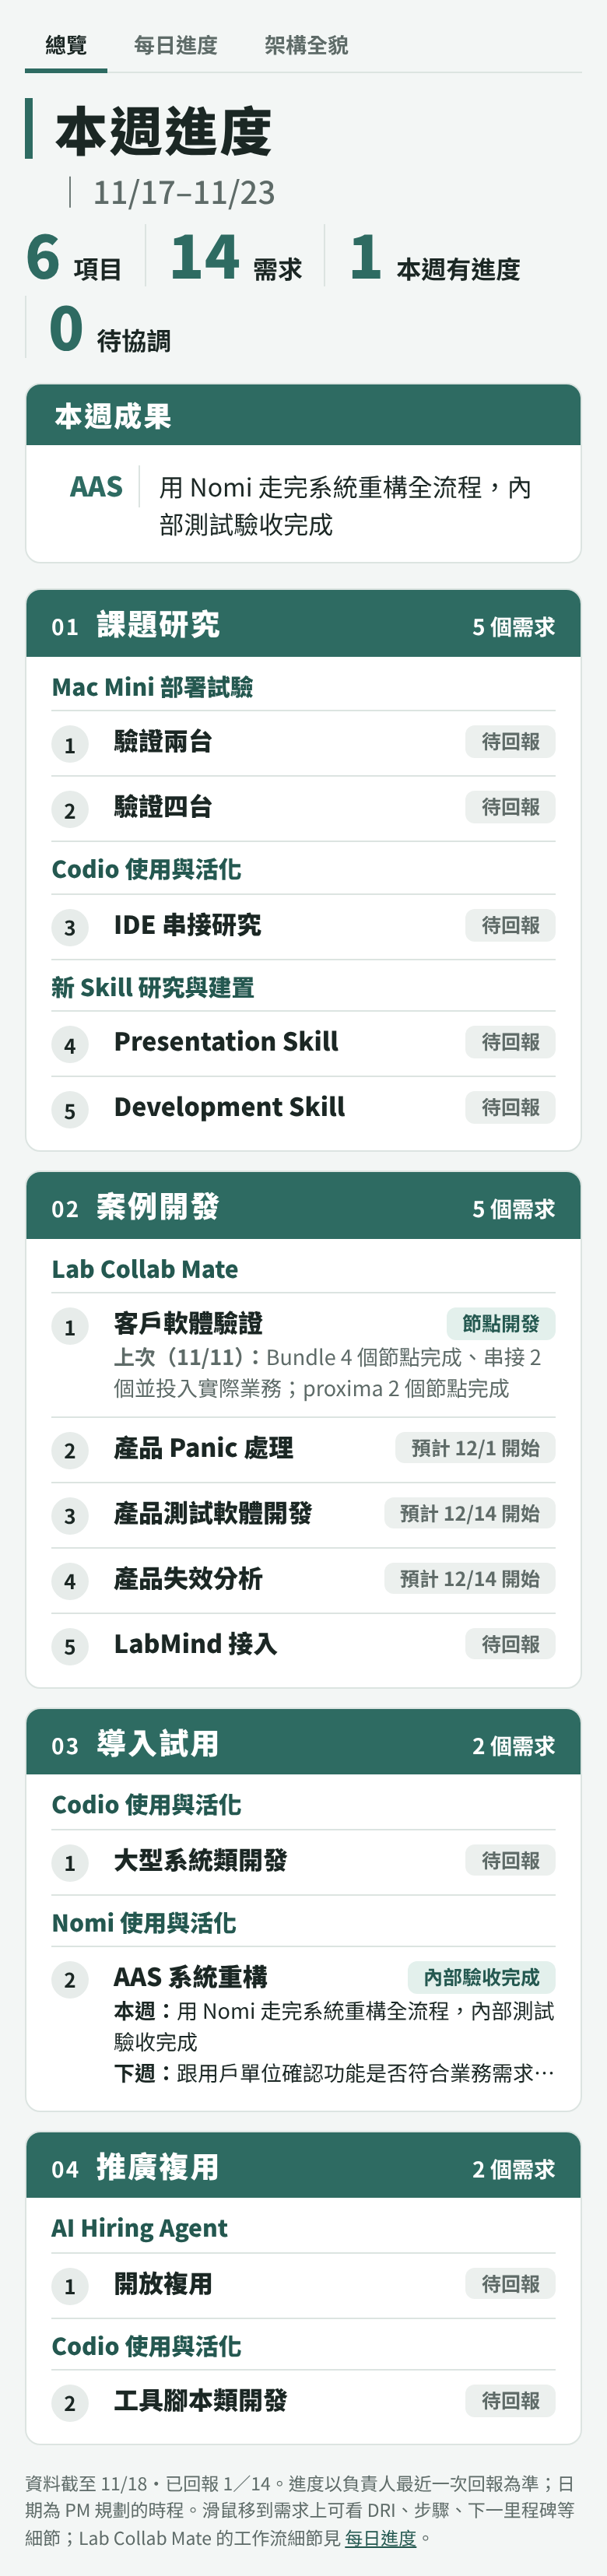 總覽 每日進度 架構全貌
本週進度
11/17–11/23
6 項目 14 需求 1 本週有進度
0 待協調
本週成果
AAS 用 Nomi 走完系統重構全流程，內
部測試驗收完成
01 課題研究 5 個需求
Mac Mini 部署試驗
1 驗證兩台 待回報
2 驗證四台 待回報
Codio 使用與活化
3 IDE 串接研究 待回報
新 Skill 研究與建置
4 Presentation Skill 待回報
5 Development Skill 待回報
02 案例開發 5 個需求
Lab Collab Mate
1 客戶軟體驗證 節點開發
上次（11/11）：Bundle 4 個節點完成、串接 2
個並投入實際業務；proxima 2 個節點完成
2 產品 Panic 處理 預計 12/1 開始
3 產品測試軟體開發 預計 12/14 開始
4 產品失效分析 預計 12/14 開始
5 LabMind 接入 待回報
03 導入試用 2 個需求
Codio 使用與活化
1 大型系統類開發 待回報
Nomi 使用與活化
2 AAS 系統重構 內部驗收完成
本週：用 Nomi 走完系統重構全流程，內部測試
驗收完成
下週：跟用戶單位確認功能是否符合業務需求…
04 推廣複用 2 個需求
AI Hiring Agent
1 開放複用 待回報
Codio 使用與活化
2 工具腳本類開發 待回報
資料截至 11/18・已回報 1／14。進度以負責人最近一次回報為準；日
期為 PM 規劃的時程。滑鼠移到需求上可看 DRI、步驟、下一里程碑等
細節；Lab Collab Mate 的工作流細節見 每日進度。